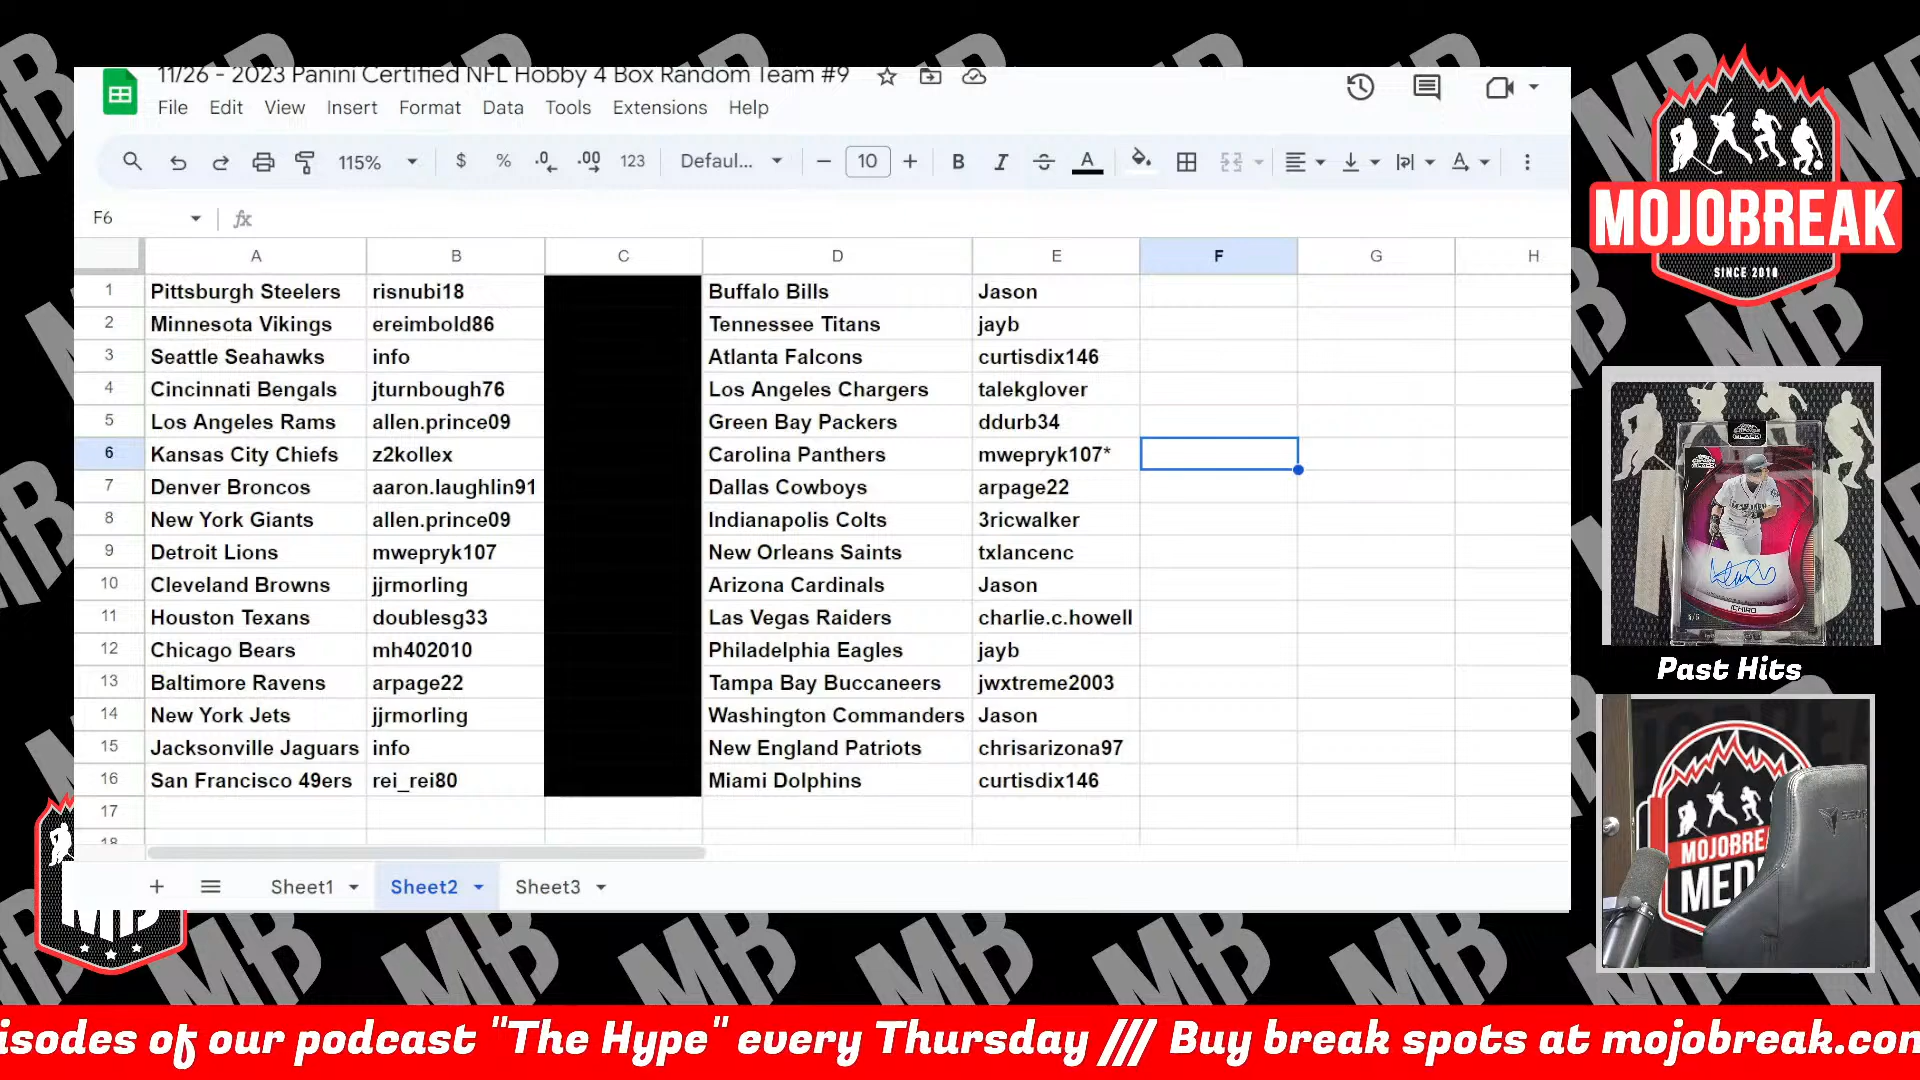 11/26 - 2023 Panini Certified NFL Hobby 4 Box Random Team #9
File Edit View Insert Format Data Tools Extensions Help
115% $ % .0 .00 123 Defaul... 10 B I A
F6 fx
A B C D E F G H
1 Pittsburgh Steelers risnubi18 Buffalo Bills Jason
2 Minnesota Vikings ereimbold86 Tennessee Titans jayb
3 Seattle Seahawks info Atlanta Falcons curtisdix146
4 Cincinnati Bengals jturnbough76 Los Angeles Chargers talekglover
5 Los Angeles Rams allen.prince09 Green Bay Packers ddurb34
6 Kansas City Chiefs z2kollex Carolina Panthers mwepryk107*
7 Denver Broncos aaron.laughlin91 Dallas Cowboys arpage22
8 New York Giants allen.prince09 Indianapolis Colts 3ricwalker
9 Detroit Lions mwepryk107 New Orleans Saints txlancenc
10 Cleveland Browns jjrmorling Arizona Cardinals Jason
11 Houston Texans doublesg33 Las Vegas Raiders charlie.c.howell
12 Chicago Bears mh402010 Philadelphia Eagles jayb
13 Baltimore Ravens arpage22 Tampa Bay Buccaneers jwxtreme2003
14 New York Jets jjrmorling Washington Commanders Jason
15 Jacksonville Jaguars info New England Patriots chrisarizona97
16 San Francisco 49ers rei_rei80 Miami Dolphins curtisdix146
17
18
Sheet1 Sheet2 Sheet3
MOJOBREAK
SINCE 2010
ICHIRO
Past Hits
MOJOBREAK
MEDI
MB
isodes of our podcast "The Hype" every Thursday /// Buy break spots at mojobreak.com